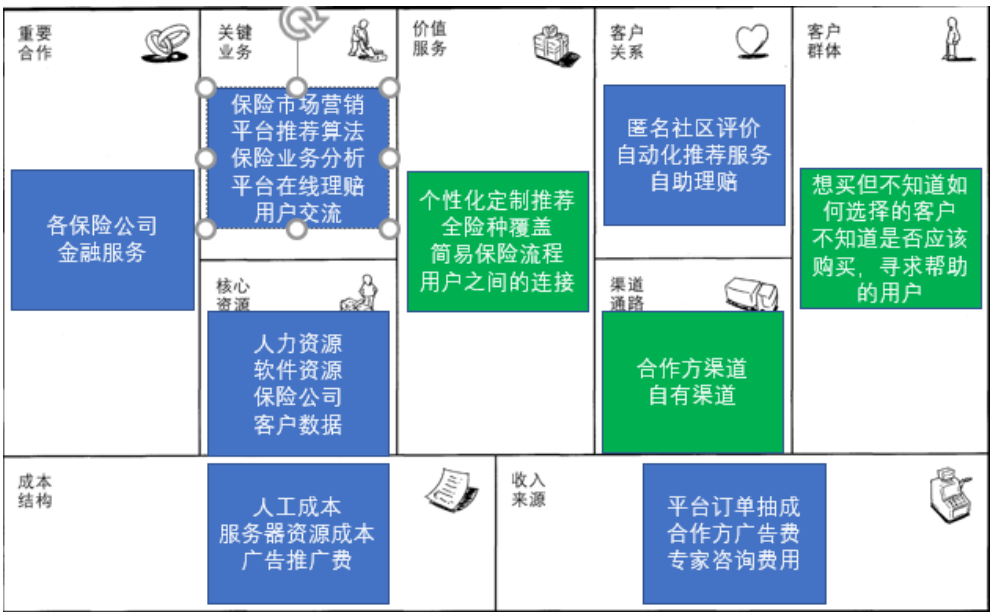 重要
合作
各保险公司
金融服务
关键
业务
保险市场营销
平台推荐算法
保险业务分析
平台在线理赔
用户交流
核心
资源
人力资源
软件资源
保险公司
客户数据
价值
服务
个性化定制推荐
全险种覆盖
简易保险流程
用户之间的连接
客户
关系
匿名社区评价
自动化推荐服务
自助理赔
渠道
通路
合作方渠道
自有渠道
客户
群体
想买但不知道如
何选择的客户
不知道是否应该
购买，寻求帮助
的用户
成本
结构
人工成本
服务器资源成本
广告推广费
收入
来源
平台订单抽成
合作方广告费
专家咨询费用